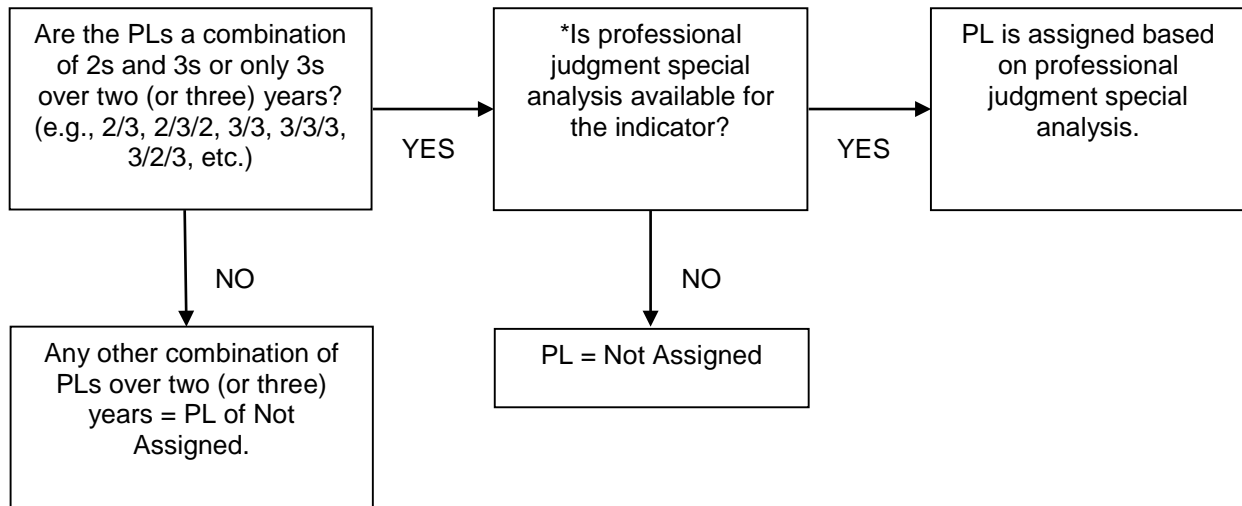 Are the PLs a combination
of 2s and 3s or only 3s
over two (or three) years?
(e.g., 2/3, 2/3/2, 3/3, 3/3/3,
3/2/3, etc.)
YES
*Is professional
judgment special
analysis available for
the indicator?
YES
PL is assigned based
on professional
judgment special
analysis.
NO
Any other combination of
PLs over two (or three)
years = PL of Not
Assigned.
NO
PL = Not Assigned